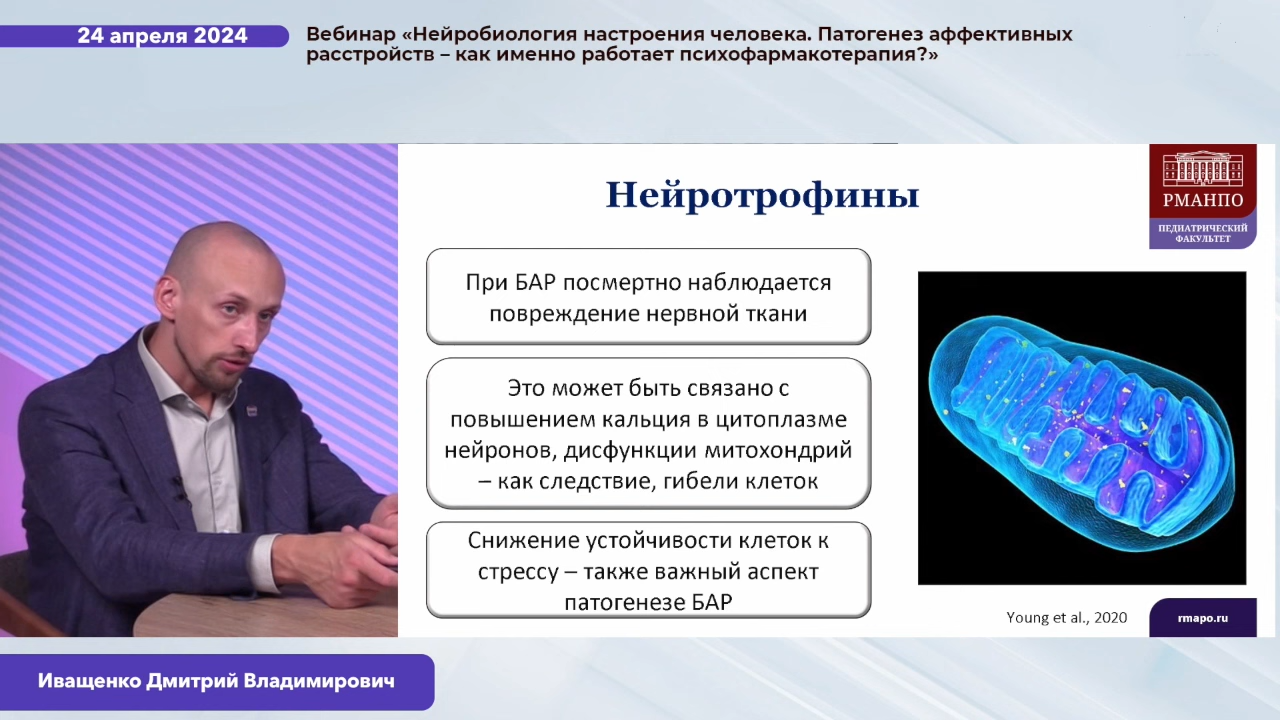 24 апреля 2024
Вебинар «Нейробиология настроения человека. Патогенез аффективных
расстройств – как именно работает психофармакотерапия?»
Нейротрофины
РМАНПО
ПЕДИАТРИЧЕСКИЙ
ФАКУЛЬТЕТ
При БАР посмертно наблюдается
повреждение нервной ткани
Это может быть связано с
повышением кальция в цитоплазме
нейронов, дисфункции митохондрий
– как следствие, гибели клеток
Снижение устойчивости клеток к
стрессу – также важный аспект
патогенезе БАР
Young et al., 2020
rmapo.ru
Иващенко Дмитрий Владимирович